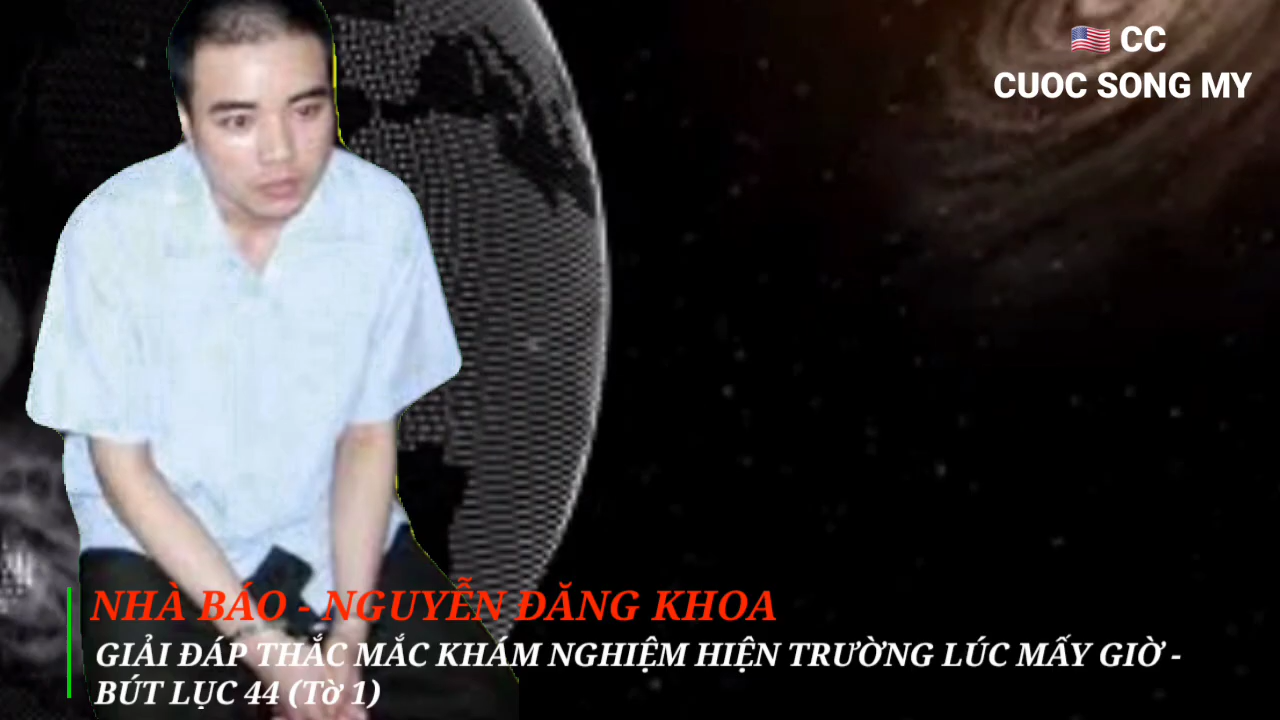 🇺🇸 CC
CUOC SONG MY
NHÀ BÁO - NGUYỄN ĐĂNG KHOA
GIẢI ĐÁP THẮC MẮC KHÁM NGHIỆM HIỆN TRƯỜNG LÚC MẤY GIỜ -
BÚT LỤC 44 (Tờ 1)